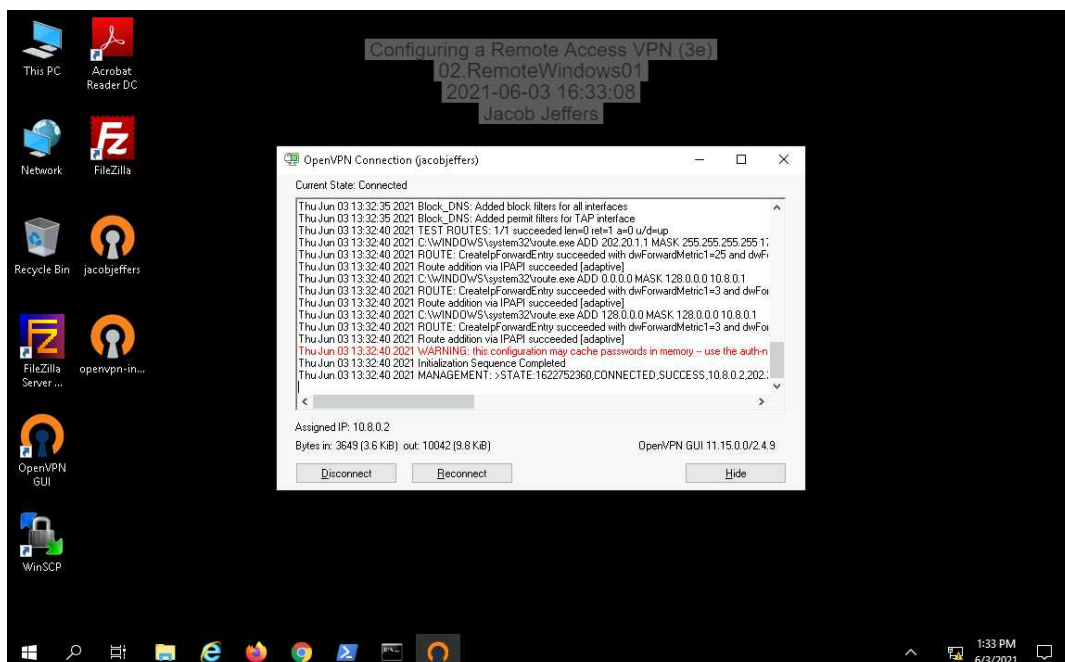 This PC
Acrobat
Reader DC
Network
FileZilla
Recycle Bin
jacobjeffers
FileZilla
Server ...
openvpn-in...
OpenVPN
GUI
WinSCP
Configuring a Remote Access VPN (3e)
02.RemoteWindows01
2021-06-03 16:33:08
Jacob Jeffers
OpenVPN Connection (jacobjeffers)
Current State: Connected
Thu Jun 03 13:32:35 2021 Block_DNS: Added block filters for all interfaces
Thu Jun 03 13:32:35 2021 Block_DNS: Added permit filters for TAP interface
Thu Jun 03 13:32:40 2021 TEST ROUTES: 1/1 succeeded len=0 ret=1 a=0 u/d=up
Thu Jun 03 13:32:40 2021 C:\WINDOWS\system32\route.exe ADD 202.20.1.1 MASK 255.255.255.255 17
Thu Jun 03 13:32:40 2021 ROUTE: CreateIpForwardEntry succeeded with dwForwardMetric1=25 and dwF
Thu Jun 03 13:32:40 2021 Route addition via IPAPI succeeded [adaptive]
Thu Jun 03 13:32:40 2021 C:\WINDOWS\system32\route.exe ADD 0.0.0.0 MASK 128.0.0.0 10.8.0.1
Thu Jun 03 13:32:40 2021 ROUTE: CreateIpForwardEntry succeeded with dwForwardMetric1=3 and dwFor
Thu Jun 03 13:32:40 2021 Route addition via IPAPI succeeded [adaptive]
Thu Jun 03 13:32:40 2021 C:\WINDOWS\system32\route.exe ADD 128.0.0.0 MASK 128.0.0.0 10.8.0.1
Thu Jun 03 13:32:40 2021 ROUTE: CreateIpForwardEntry succeeded with dwForwardMetric1=3 and dwFor
Thu Jun 03 13:32:40 2021 Route addition via IPAPI succeeded [adaptive]
Thu Jun 03 13:32:40 2021 WARNING: this configuration may cache passwords in memory -- use the auth-n
Thu Jun 03 13:32:40 2021 Initialization Sequence Completed
Thu Jun 03 13:32:40 2021 MANAGEMENT: >STATE:1622752360,CONNECTED,SUCCESS,10.8.0.2,202.2
Assigned IP: 10.8.0.2
Bytes in: 3649 (3.6 KiB) out: 10042 (9.8 KiB)
OpenVPN GUI 11.15.0.0/2.4.9
Disconnect
Reconnect
Hide
1:33 PM
6/3/2021